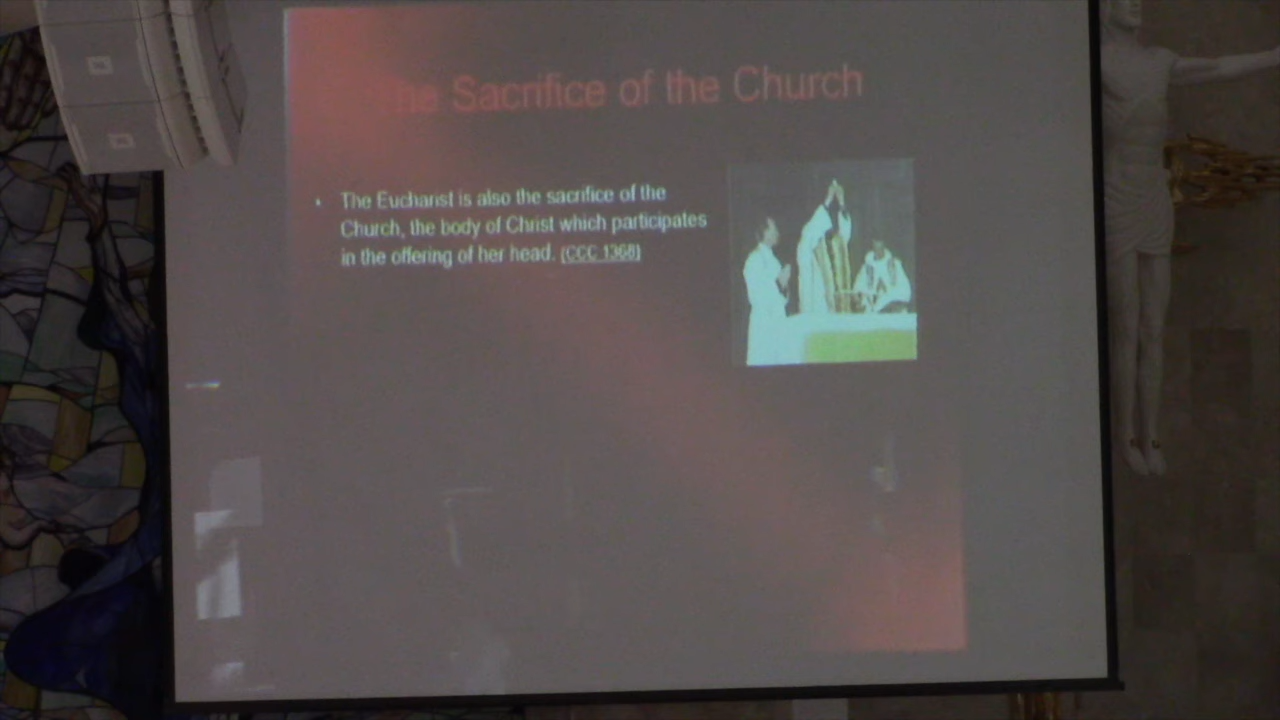 The Sacrifice of the Church
• The Eucharist is also the sacrifice of the
Church, the body of Christ which participates
in the offering of her head. (CCC 1368)